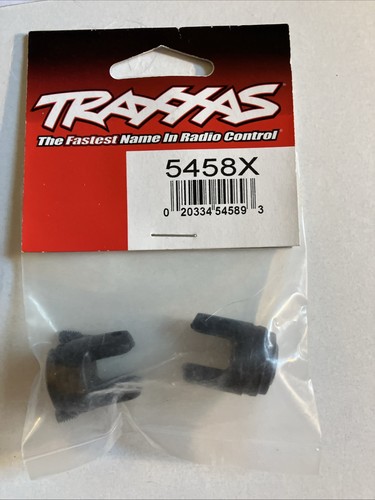 TRAXXAS
The Fastest Name In Radio Control
5458X
0 20334 54589 3